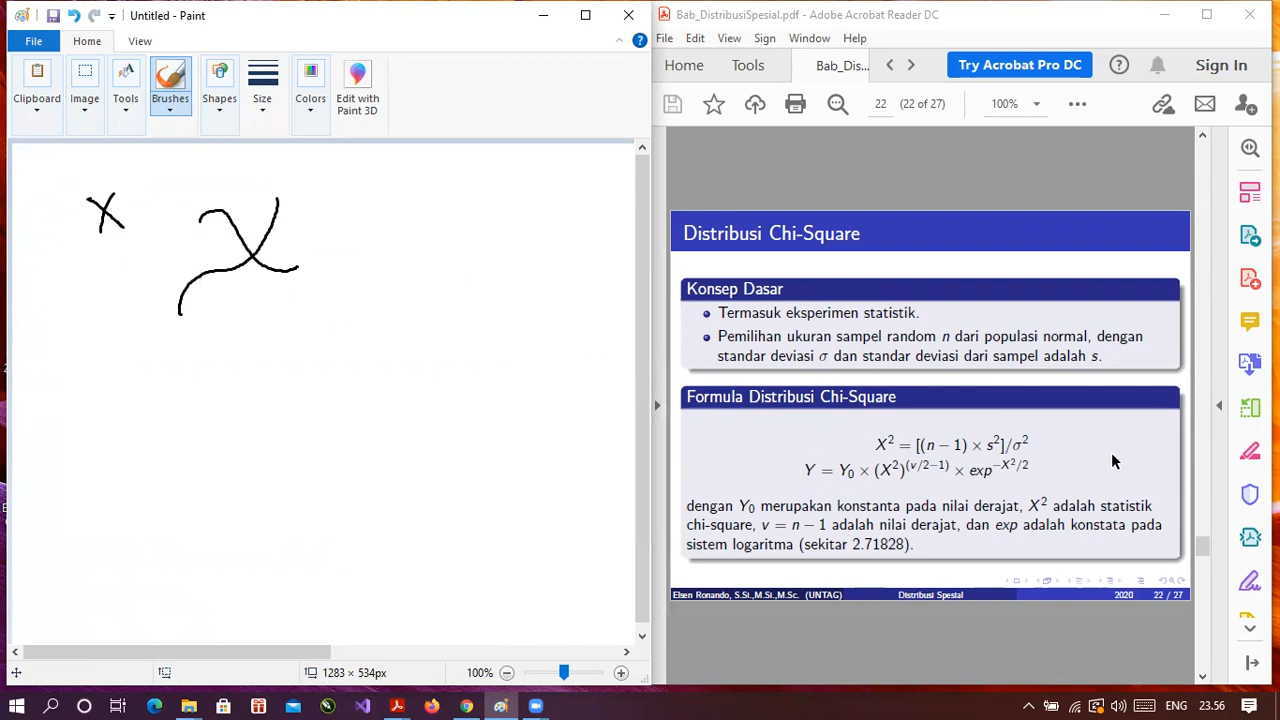 Untitled - Paint
File Home View
Clipboard Image Tools Brushes Shapes Size Colors Edit with Paint 3D
x χ
1283 × 534px 100%
Bab_DistribusiSpesial.pdf - Adobe Acrobat Reader DC
File Edit View Sign Window Help
Home Tools Bab_Dis... Try Acrobat Pro DC Sign In
22 (22 of 27) 100%
Distribusi Chi-Square
Konsep Dasar
Termasuk eksperimen statistik.
Pemilihan ukuran sampel random n dari populasi normal, dengan
standar deviasi σ dan standar deviasi dari sampel adalah s.
Formula Distribusi Chi-Square
X² = [(n − 1) × s²]/σ²
Y = Y₀ × (X²)^(v/2−1) × exp^−X²/2
dengan Y₀ merupakan konstanta pada nilai derajat, X² adalah statistik
chi-square, v = n − 1 adalah nilai derajat, dan exp adalah konstata pada
sistem logaritma (sekitar 2.71828).
Elsen Ronando, S.Si.,M.Si.,M.Sc. (UNTAG) Distribusi Spesial 2020 22 / 27
ENG 23.56